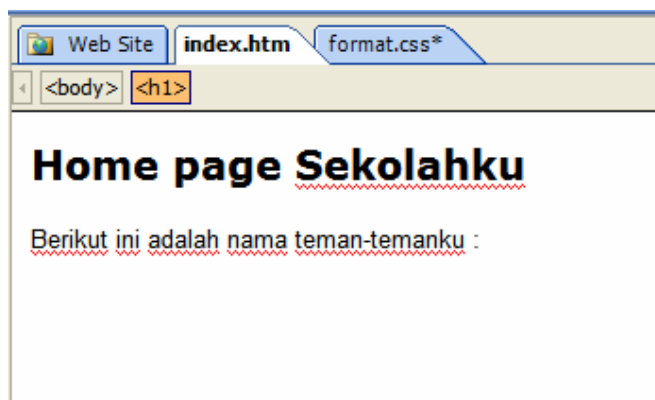 Web Site index.htm format.css*
<body> <h1>
Home page Sekolahku
Berikut ini adalah nama teman-temanku :